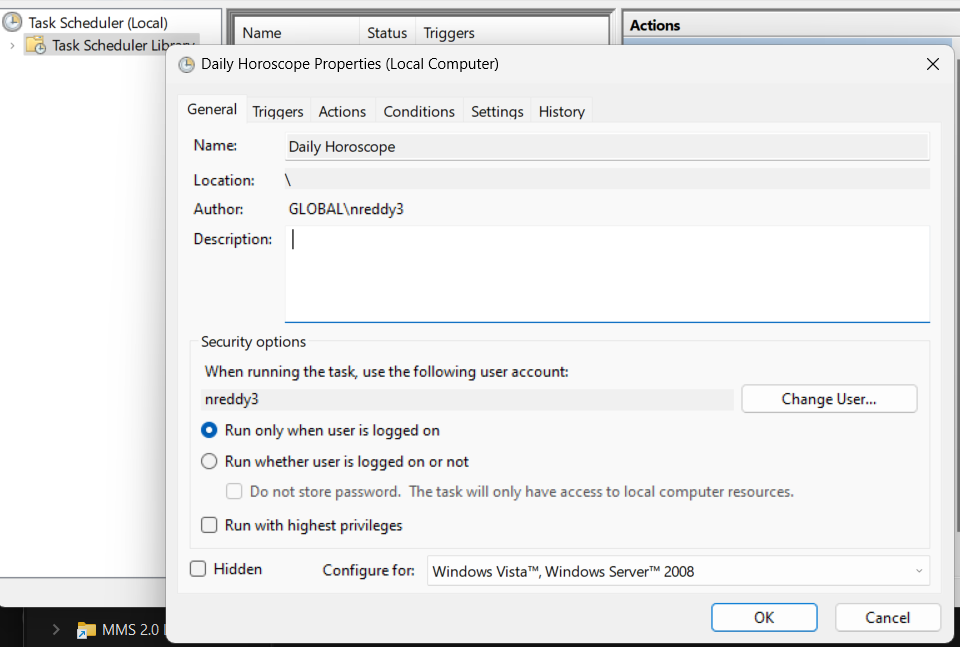 Task Scheduler (Local)
Task Scheduler Library
Name Status Triggers
Actions
Daily Horoscope Properties (Local Computer)
General Triggers Actions Conditions Settings History
Name: Daily Horoscope
Location: \
Author: GLOBAL\nreddy3
Description:
Security options
When running the task, use the following user account:
nreddy3
Change User...
Run only when user is logged on
Run whether user is logged on or not
Do not store password. The task will only have access to local computer resources.
Run with highest privileges
Hidden
Configure for: Windows Vista™, Windows Server™ 2008
OK Cancel
MMS 2.0